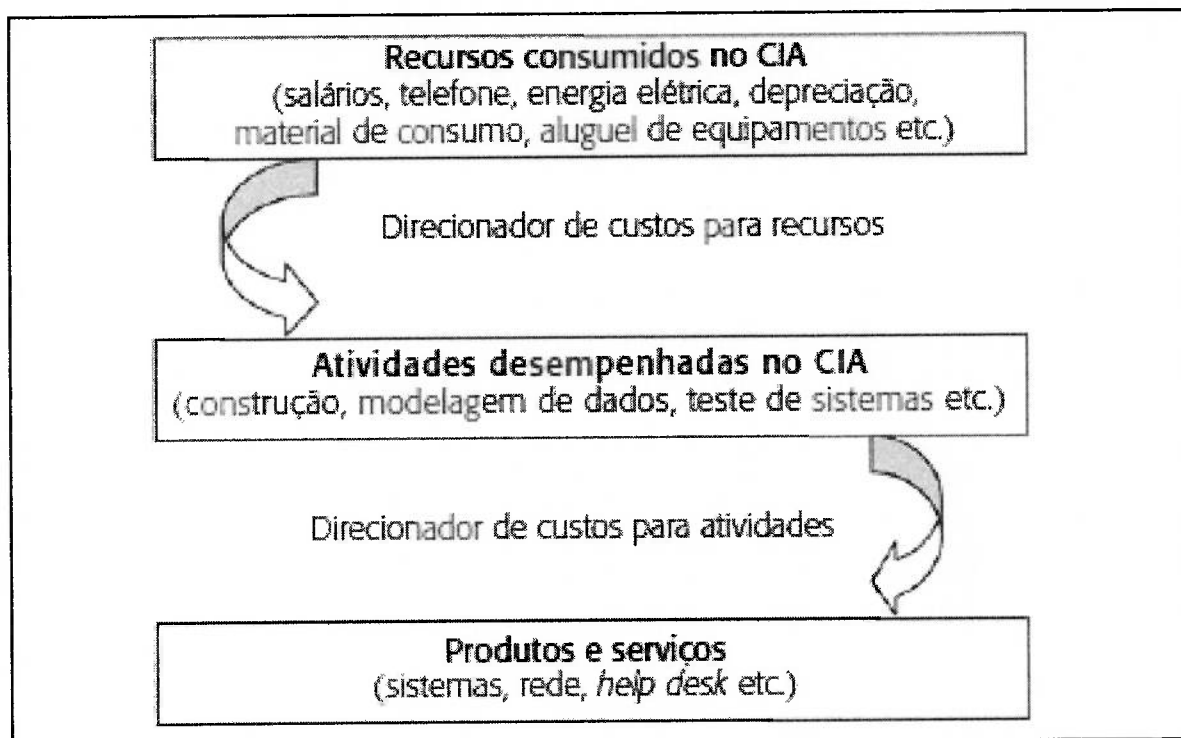 Recursos consumidos no CIA
(salários, telefone, energia elétrica, depreciação,
material de consumo, aluguel de equipamentos etc.)
Direcionador de custos para recursos
Atividades desempenhadas no CIA
(construção, modelagem de dados, teste de sistemas etc.)
Direcionador de custos para atividades
Produtos e serviços
(sistemas, rede, help desk etc.)